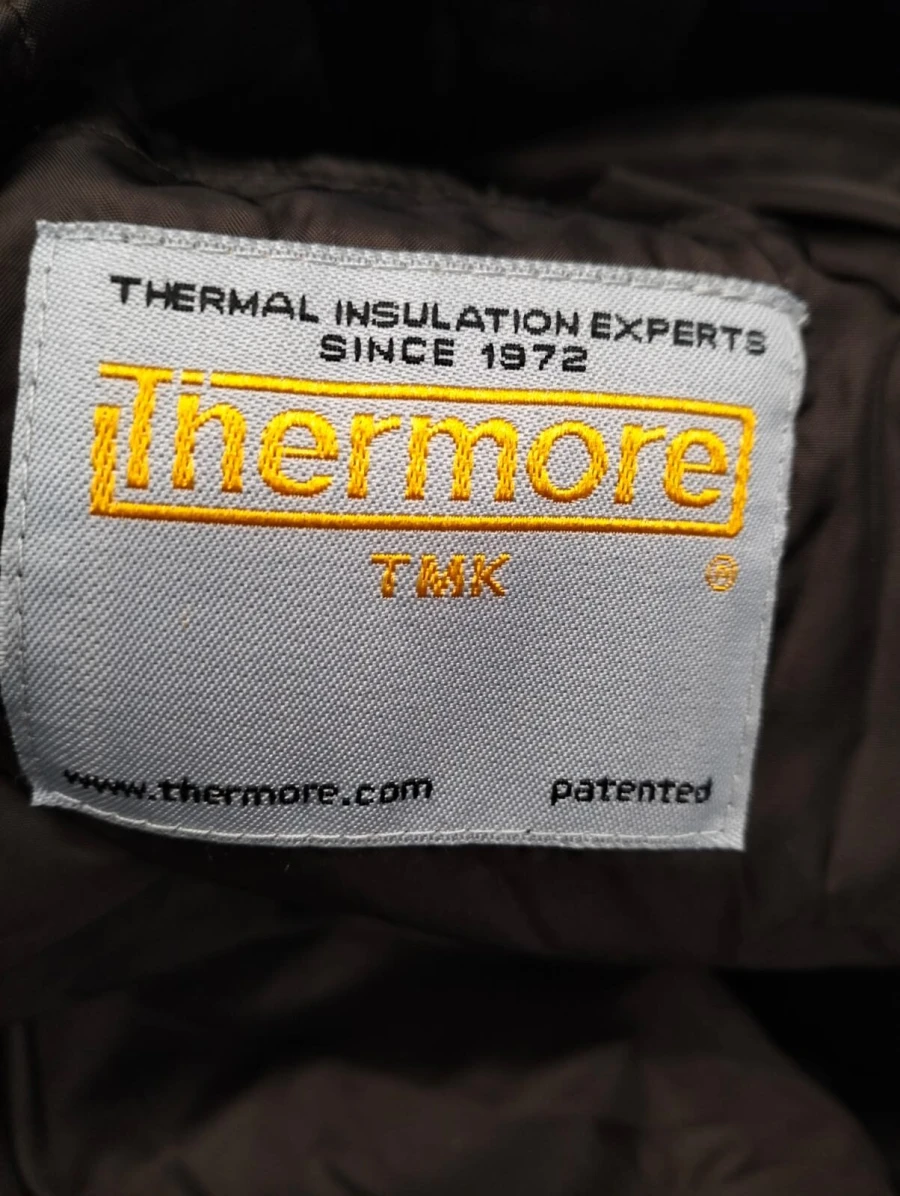 THERMAL INSULATION EXPERTS
SINCE 1972
Thermore
TMK ®
www.thermore.com patented